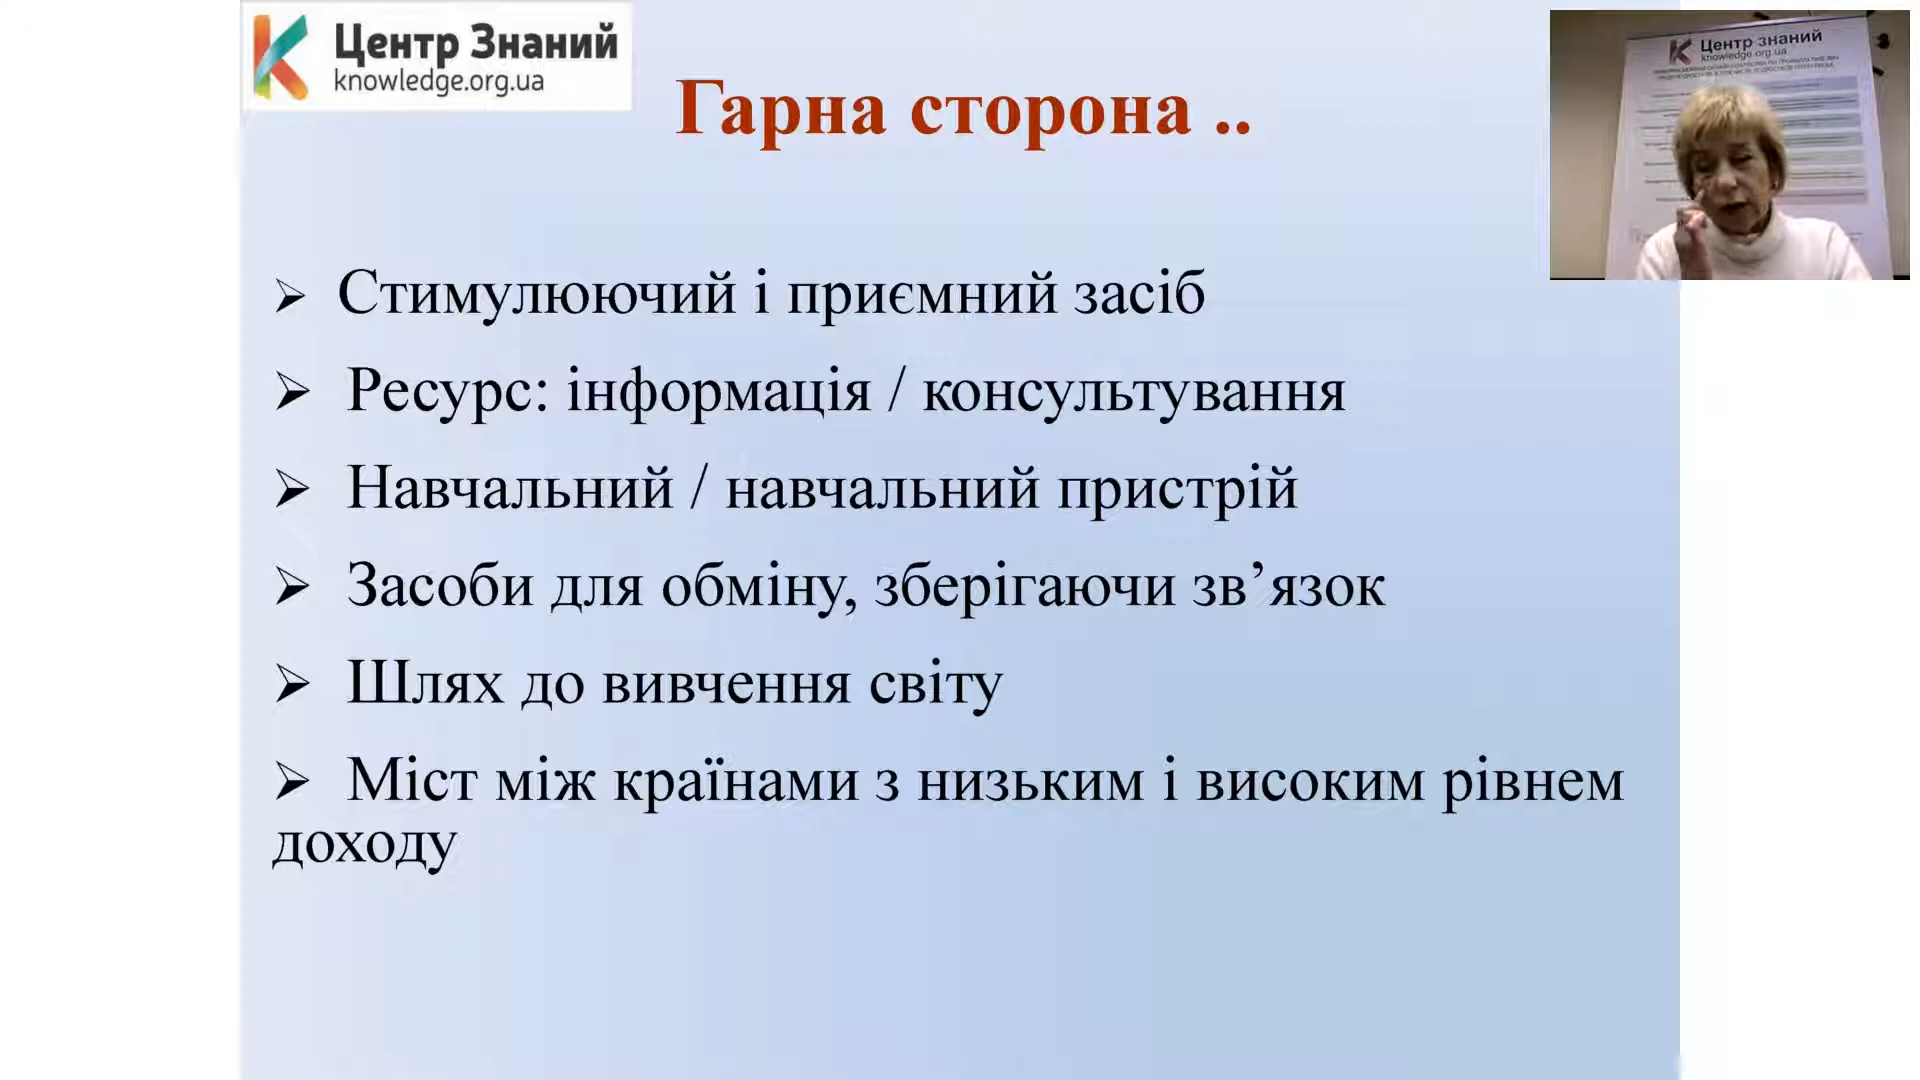 Центр Знаний
knowledge.org.ua
Гарна сторона ..
Центр знаний
knowledge.org.ua
➢ Стимулюючий і приємний засіб
➢ Ресурс: інформація / консультування
➢ Навчальний / навчальний пристрій
➢ Засоби для обміну, зберігаючи зв’язок
➢ Шлях до вивчення світу
➢ Міст між країнами з низьким і високим рівнем
доходу